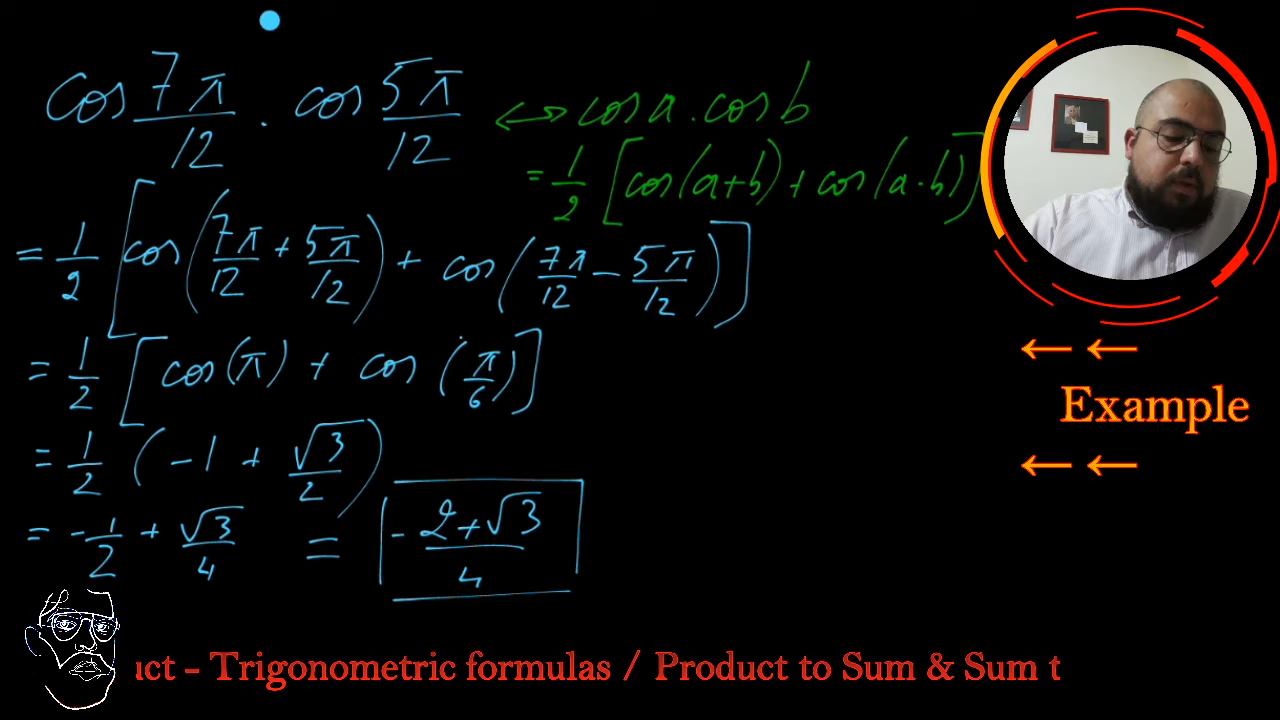 cos 7π/12 . cos 5π/12 ↔ cos a . cos b
= 1/2 [cos(a+b) + cos(a-b)]
= 1/2 [cos(7π/12 + 5π/12) + cos(7π/12 - 5π/12)]
= 1/2 [cos(π) + cos(π/6)]
← ←
Example
= 1/2 (-1 + √3/2)
← ←
= -1/2 + √3/4 = -2+√3/4
uct - Trigonometric formulas / Product to Sum & Sum t